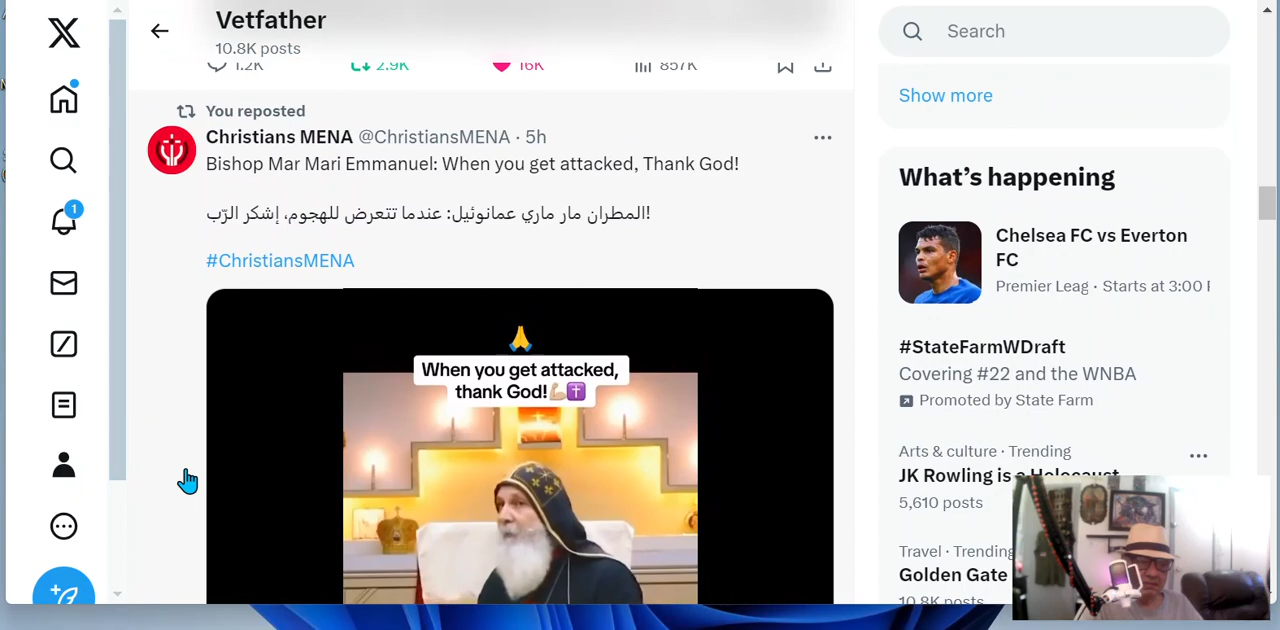 Vetfather
10.8K posts
1.2K 2.9K 16K 857K
You reposted
Christians MENA @ChristiansMENA · 5h
Bishop Mar Mari Emmanuel: When you get attacked, Thank God!
المطران مار ماري عمانوئيل: عندما تتعرض للهجوم، إشكر الرّب!
#ChristiansMENA
🙏
When you get attacked,
thank God!💪🏼✝️
Search
Show more
What’s happening
Chelsea FC vs Everton
FC
Premier Leag · Starts at 3:00 P
#StateFarmWDraft
Covering #22 and the WNBA
Promoted by State Farm
Arts & culture · Trending
JK Rowling is a Holocaust
5,610 posts
Travel · Trending
Golden Gate
10.8K posts
1